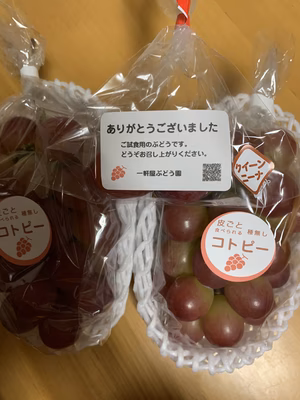 ありがとうございました
ご試食用のぶどうです。
どうぞお召し上がりください。
一軒屋ぶどう園
クイーン
ニーナ
皮ごと
食べられる 種無し
コトピー
皮ごと
食べられる 種無し
コトピー